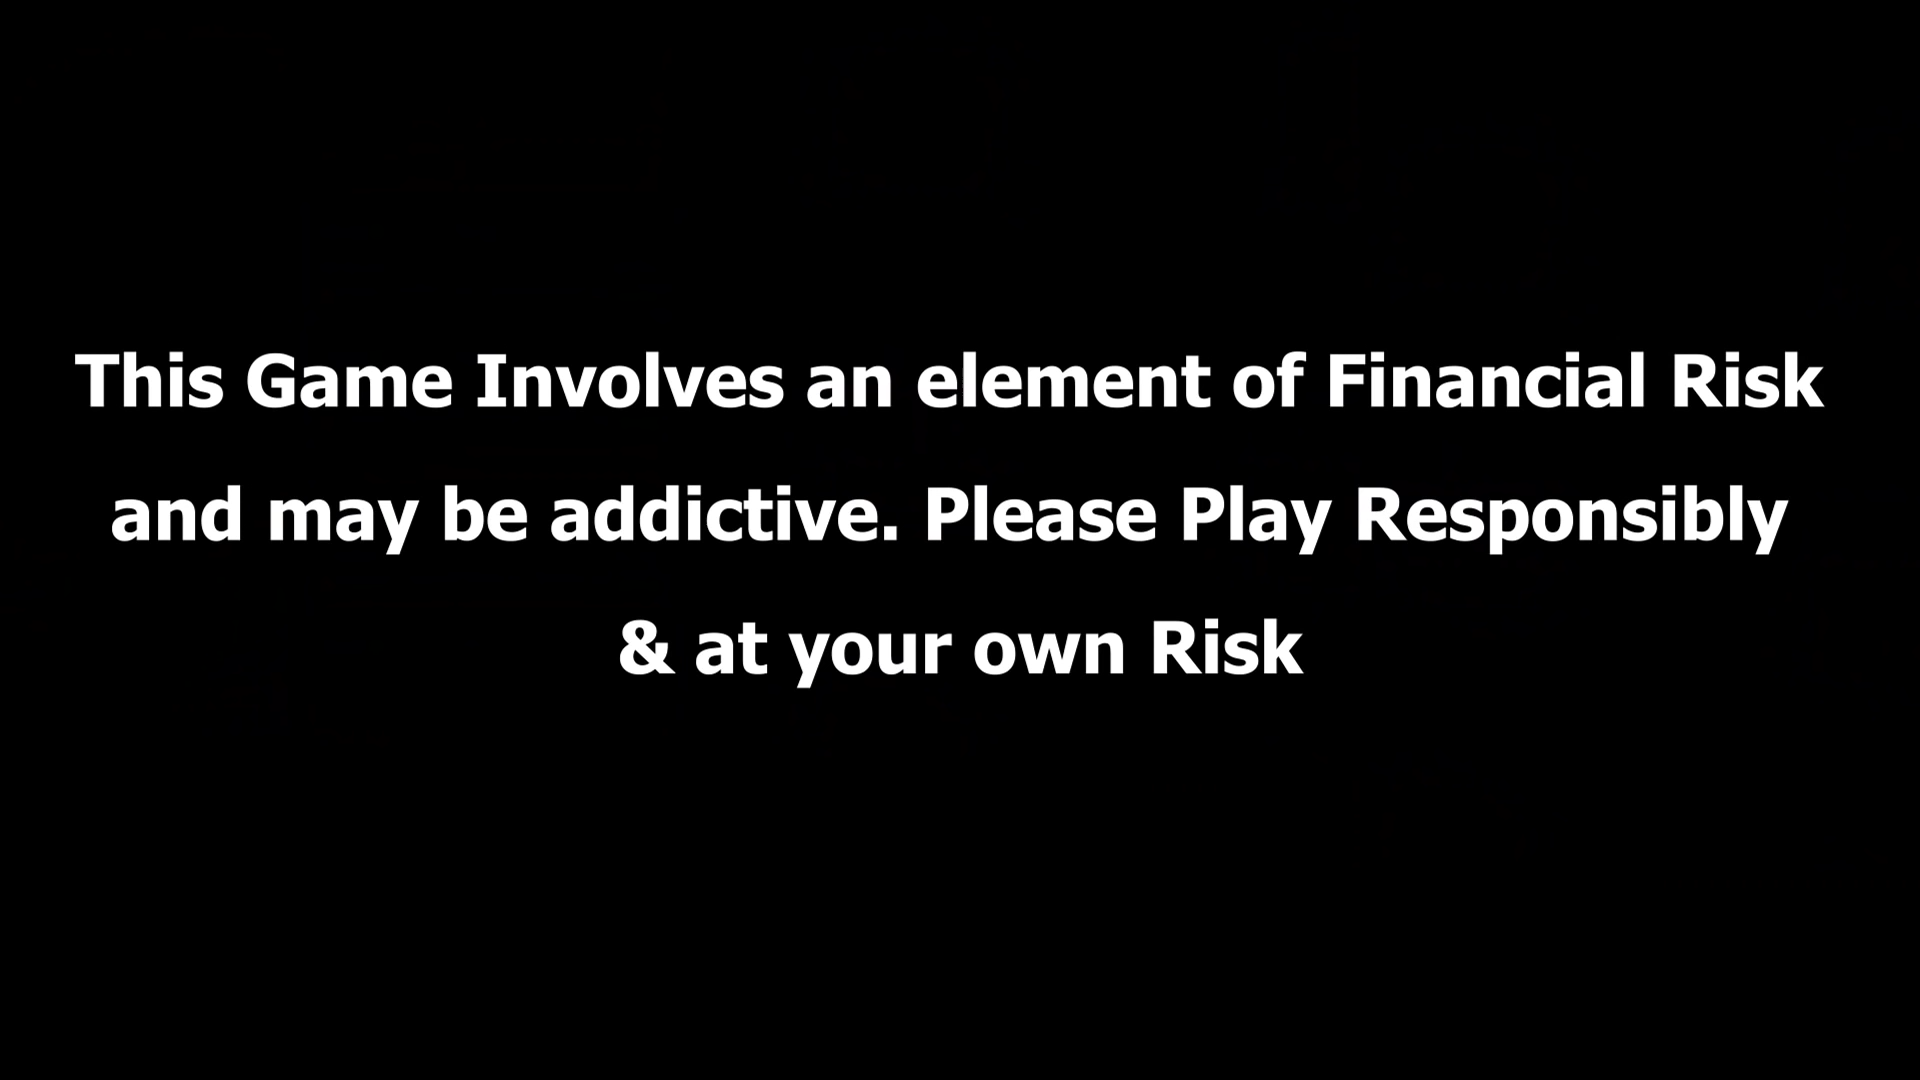 This Game Involves an element of Financial Risk
and may be addictive. Please Play Responsibly
& at your own Risk